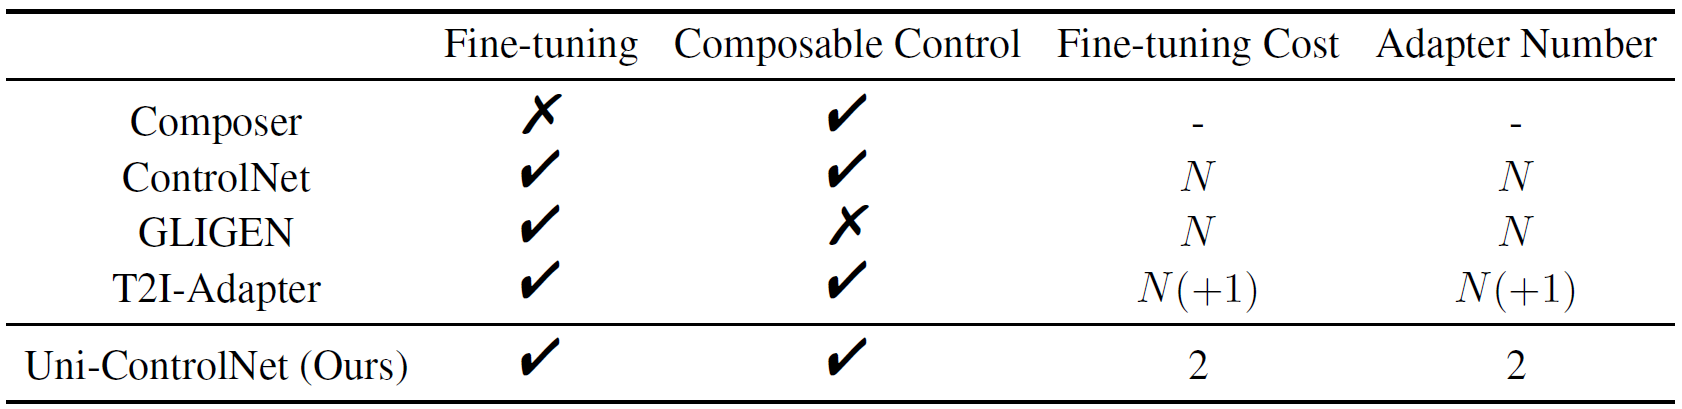 Fine-tuning Composable Control Fine-tuning Cost Adapter Number
Composer ✗ ✓ - -
ControlNet ✓ ✓ N N
GLIGEN ✓ ✗ N N
T2I-Adapter ✓ ✓ N(+1) N(+1)
Uni-ControlNet (Ours) ✓ ✓ 2 2